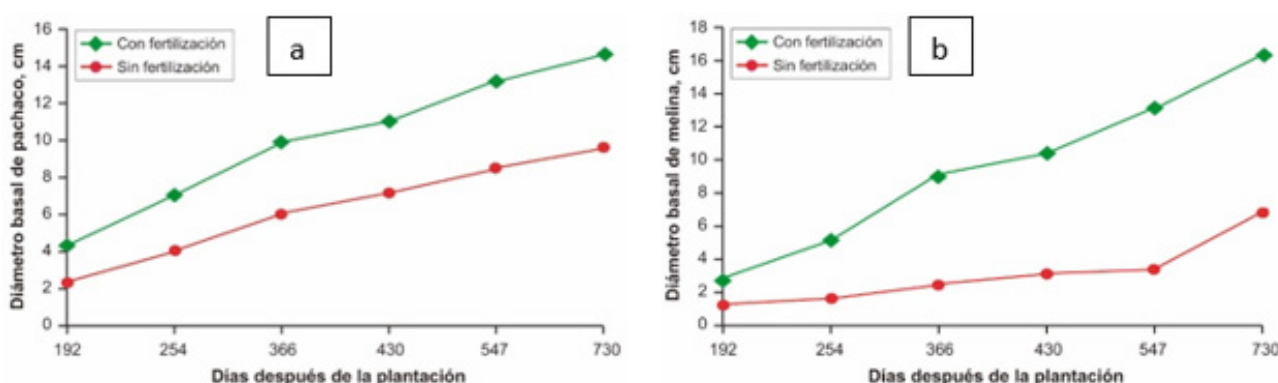 a
Con fertilización
Sin fertilización
Diámetro basal de pachaco, cm
16
14
12
10
8
6
4
2
0
192 254 366 430 547 730
Días después de la plantación
b
Con fertilización
Sin fertilización
Diámetro basal de melina, cm
18
16
14
12
10
8
6
4
2
0
192 254 366 430 547 730
Días después de la plantación